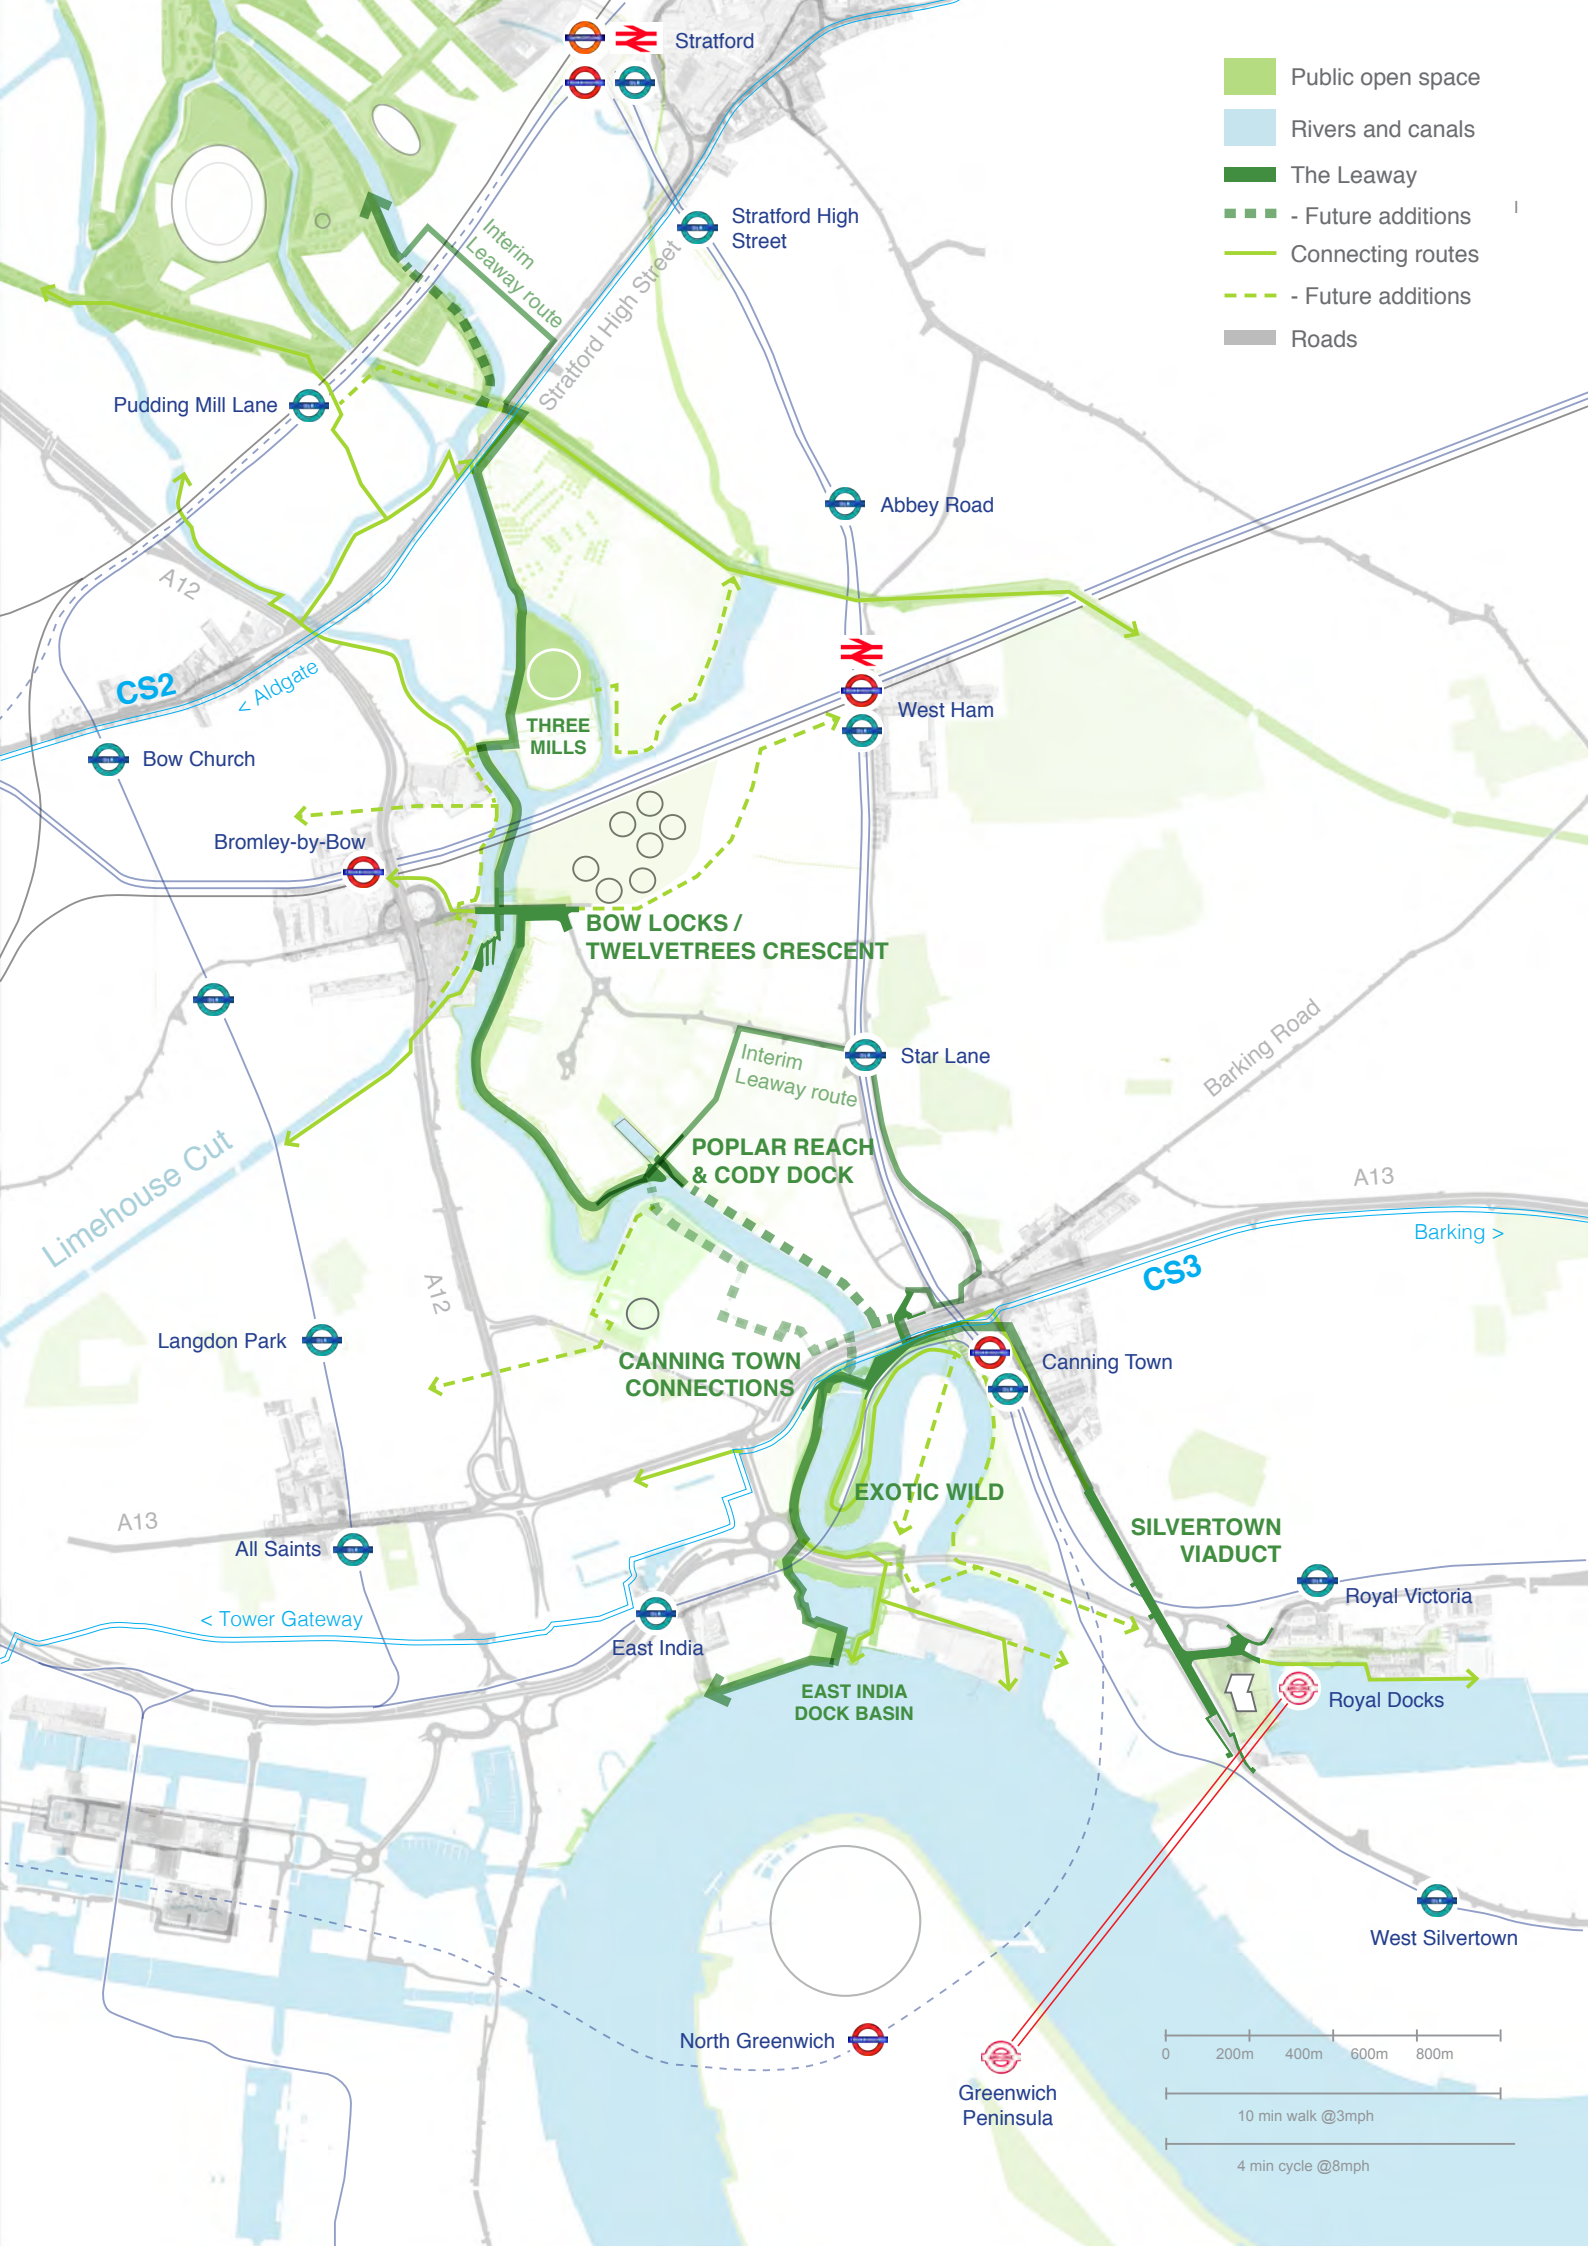 Stratford
Public open space
Rivers and canals
The Leaway
- Future additions
Connecting routes
- Future additions
Roads
Stratford High
Street
Interim
Leaway route
Stratford High Street
Pudding Mill Lane
Abbey Road
A12
CS2
< Aldgate
THREE
MILLS
West Ham
Bow Church
Bromley-by-Bow
BOW LOCKS /
TWELVETREES CRESCENT
Star Lane
Interim
Leaway route
Barking Road
Limehouse Cut
POPLAR REACH
& CODY DOCK
A13
Barking >
CS3
A12
Langdon Park
CANNING TOWN
CONNECTIONS
Canning Town
EXOTIC WILD
A13
All Saints
SILVERTOWN
VIADUCT
Royal Victoria
< Tower Gateway
East India
EAST INDIA
DOCK BASIN
Royal Docks
West Silvertown
North Greenwich
Greenwich
Peninsula
0 200m 400m 600m 800m
10 min walk @3mph
4 min cycle @8mph